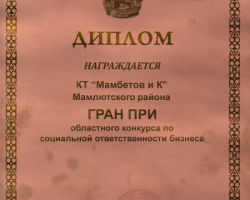 ДИПЛОМ
НАГРАЖДАЕТСЯ
КТ "Мамбетов и К"
Мамлютского района
ГРАН ПРИ
областного конкурса по
социальной ответственности бизнеса